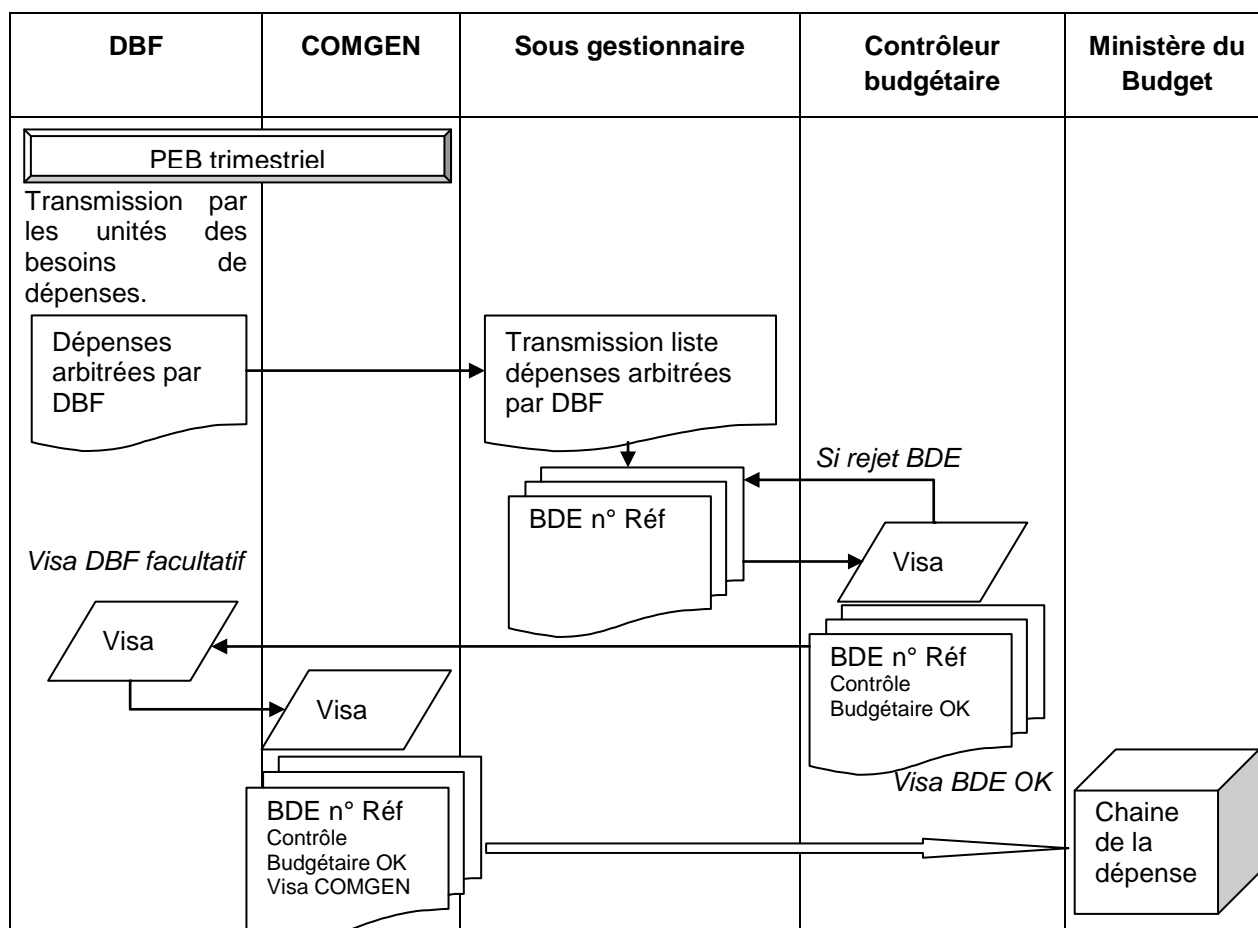 DBF
COMGEN
Sous gestionnaire
Contrôleur
budgétaire
Ministère du
Budget
PEB trimestriel
Transmission par
les unités des
besoins de
dépenses.
Dépenses
arbitrées par
DBF
Transmission liste
dépenses arbitrées
par DBF
Si rejet BDE
BDE n° Réf
Visa
Visa DBF facultatif
Visa
BDE n° Réf
Contrôle
Budgétaire OK
Visa
Visa BDE OK
BDE n° Réf
Contrôle
Budgétaire OK
Visa COMGEN
Chaine
de la
dépense